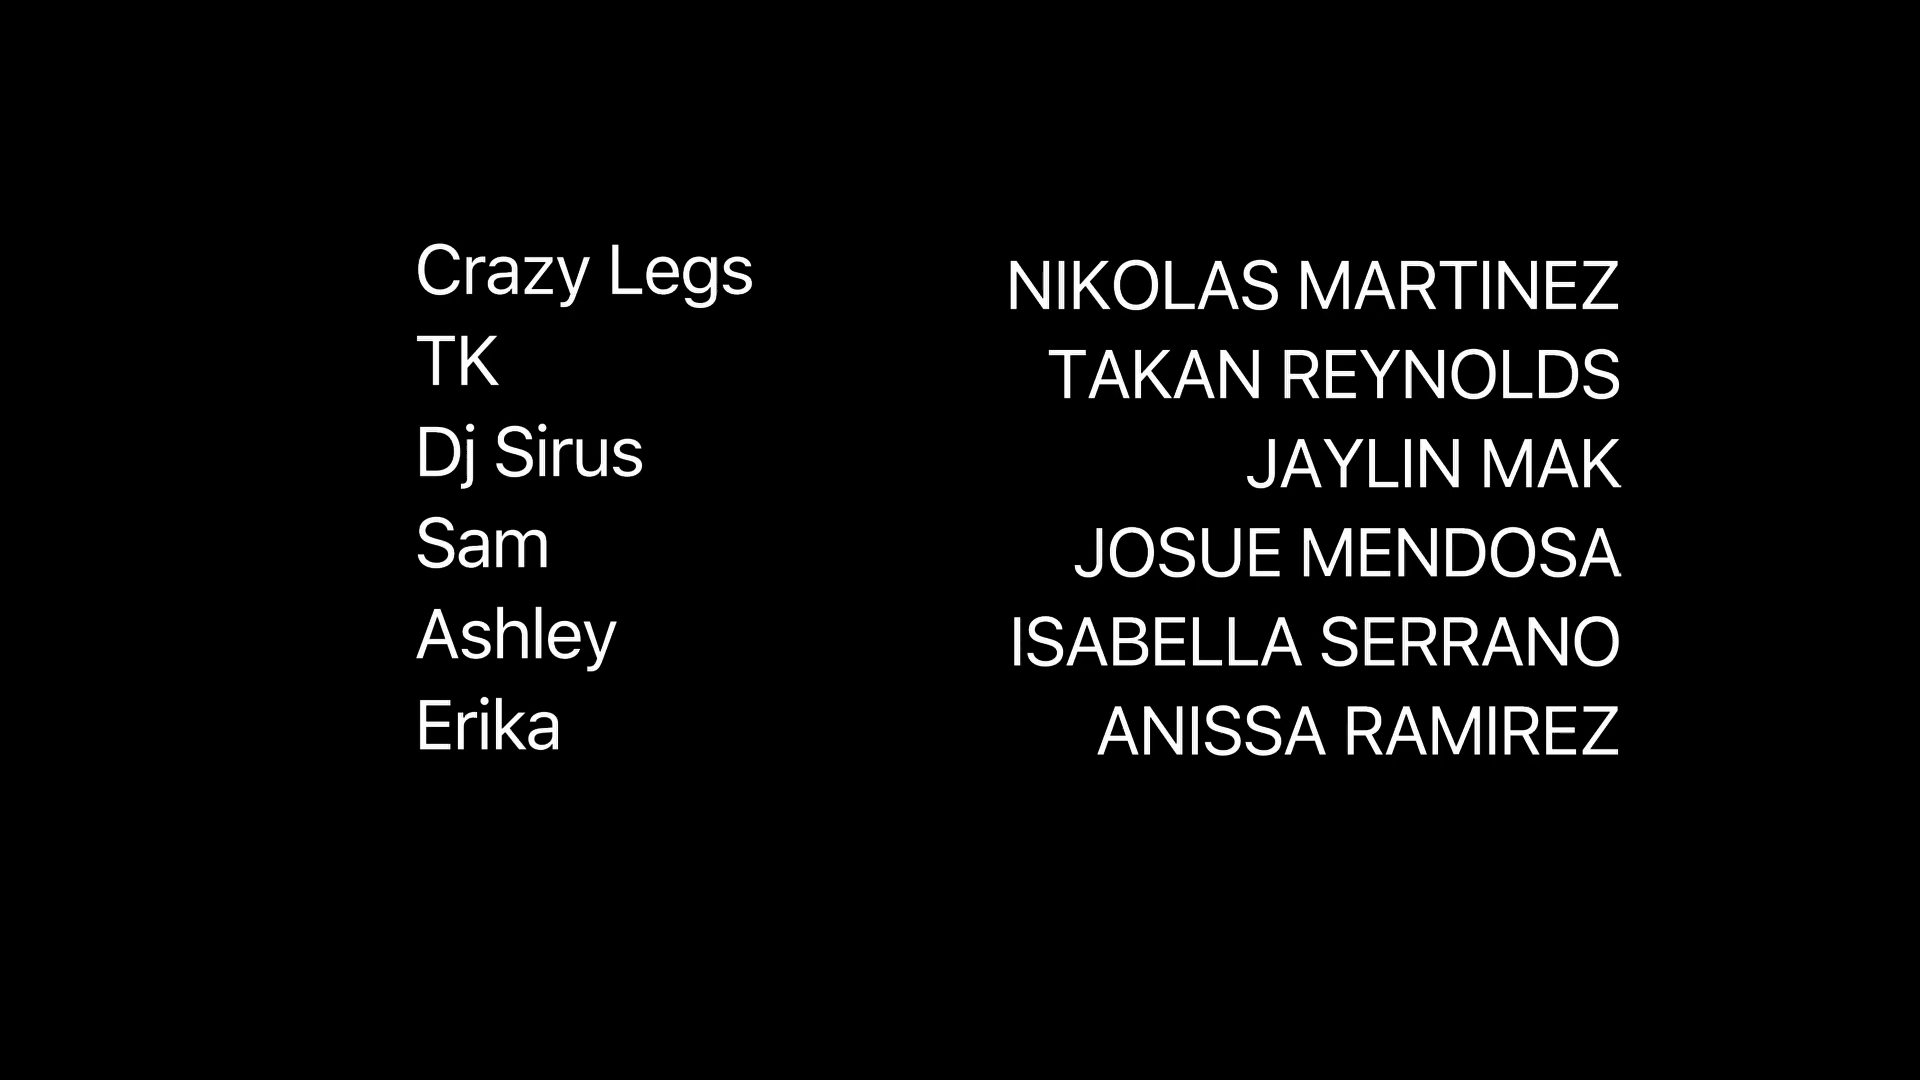 Crazy Legs NIKOLAS MARTINEZ
TK TAKAN REYNOLDS
Dj Sirus JAYLIN MAK
Sam JOSUE MENDOSA
Ashley ISABELLA SERRANO
Erika ANISSA RAMIREZ